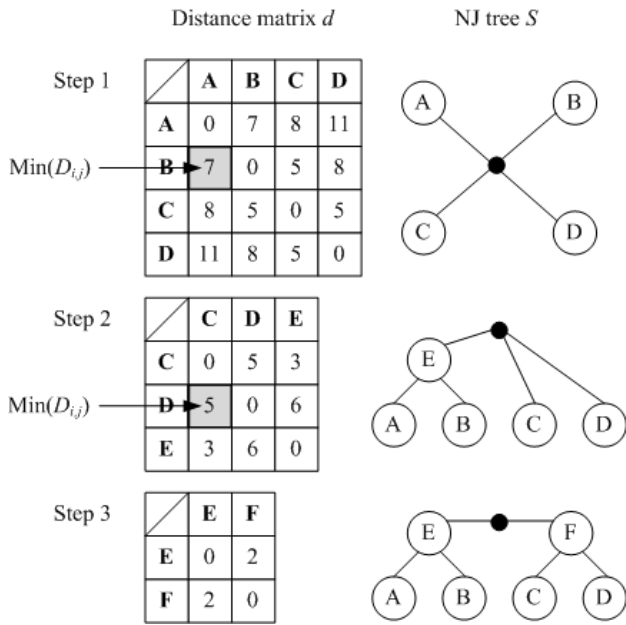 Distance matrix d NJ tree S
Step 1
A B C D
A 0 7 8 11
Min(Di,j) B 7 0 5 8
C 8 5 0 5
D 11 8 5 0
A B
C D
Step 2
C D E
C 0 5 3
Min(Di,j) D 5 0 6
E 3 6 0
E
A B C D
Step 3
E F
E 0 2
F 2 0
E F
A B C D